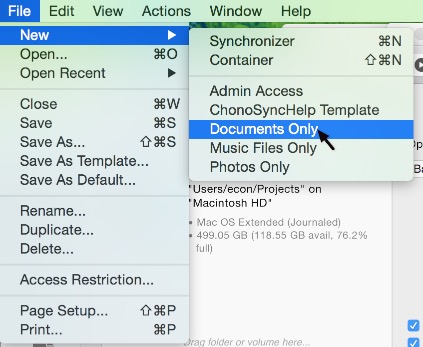 File Edit View Actions Window Help
New ▶
Open... ⌘O
Open Recent ▶
Close ⌘W
Save ⌘S
Save As... ⇧⌘S
Save As Template...
Save As Default...
Rename...
Duplicate...
Delete...
Access Restriction...
Page Setup... ⇧⌘P
Print... ⌘P
Synchronizer ⌘N
Container ⇧⌘N
Admin Access
ChonoSyncHelp Template
Documents Only
Music Files Only
Photos Only
"Users/econ/Projects" on
"Macintosh HD"
• Mac OS Extended (Journaled)
• 499.05 GB (118.55 GB avail, 76.2%
full)
Drag folder or volume here...